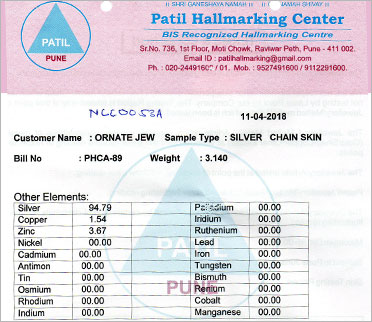 || SHRI GANESHAYA NAMAH || || JAI NAMAH SHIVAY ||
Patil Hallmarking Center
BIS Recognized Hallmarking Centre
Sr.No. 736, 1st Floor, Moti Chowk, Raviwar Peth, Pune - 411 002.
Email ID : patilhallmarking@gmail.com
Ph. : 020-24491600 / 01. Mob. : 9527491600 / 9112291600.
PATIL
PUNE
NCC0053A
11-04-2018
Customer Name : ORNATE JEW Sample Type : SILVER CHAIN SKIN
Bill No : PHCA-89 Weight : 3.140
Other Elements:
Silver 94.79 Palladium 00.00
Copper 1.54 Iridium 00.00
Zinc 3.67 Ruthenium 00.00
Nickel 00.00 Lead 00.00
Cadmium 00.00 Iron 00.00
Antimon 00.00 Tungsten 00.00
Tin 00.00 Bismuth 00.00
Osmium 00.00 Renium 00.00
Rhodium 00.00 Cobalt 00.00
Indium 00.00 Manganese 00.00
PATIL
PUNE